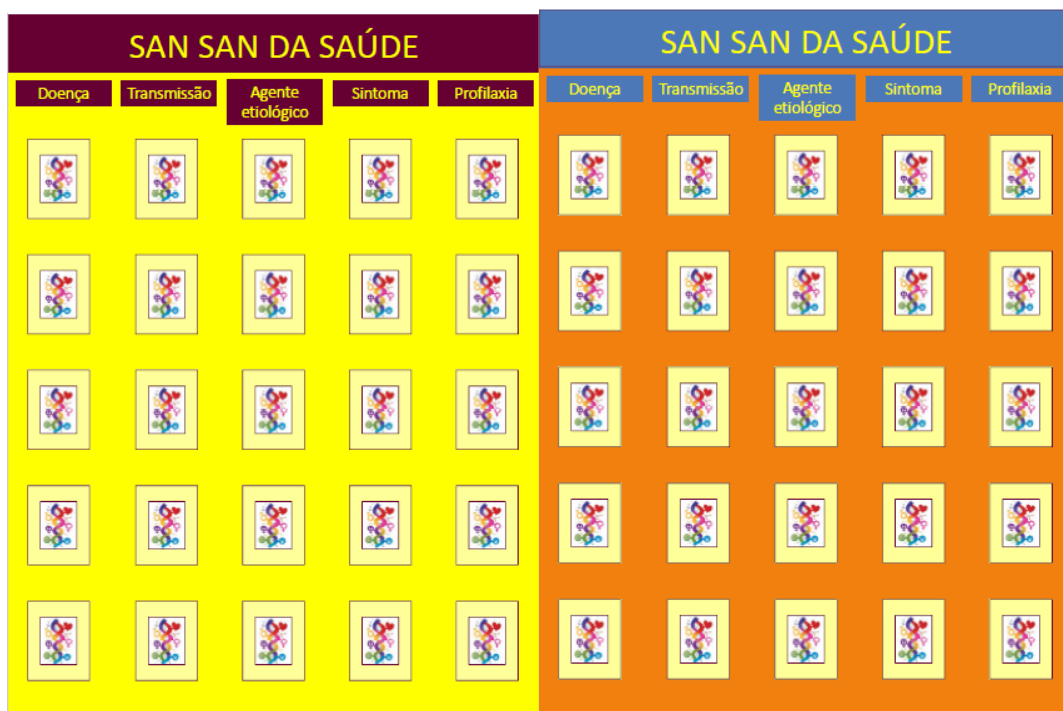 SAN SAN DA SAÚDE
Doença
Transmissão
Agente
etiológico
Sintoma
Profilaxia
SAN SAN DA SAÚDE
Doença
Transmissão
Agente
etiológico
Sintoma
Profilaxia